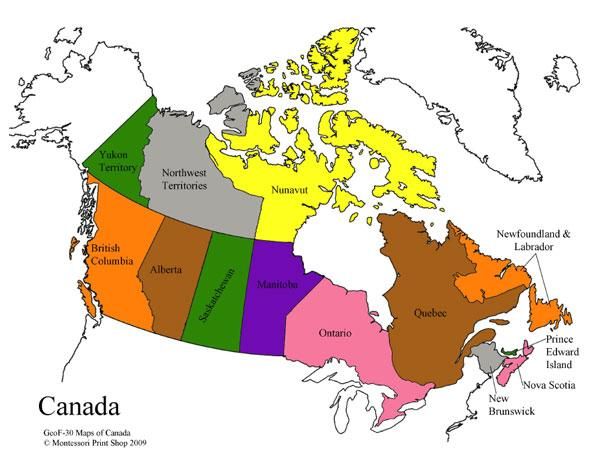 Yukon
Territory
Northwest
Territories
Nunavut
British
Columbia
Alberta
Saskatchewan
Manitoba
Ontario
Quebec
Newfoundland &
Labrador
Prince
Edward
Island
Nova Scotia
New
Brunswick
Canada
GeoF-30 Maps of Canada
© Montessori Print Shop 2009